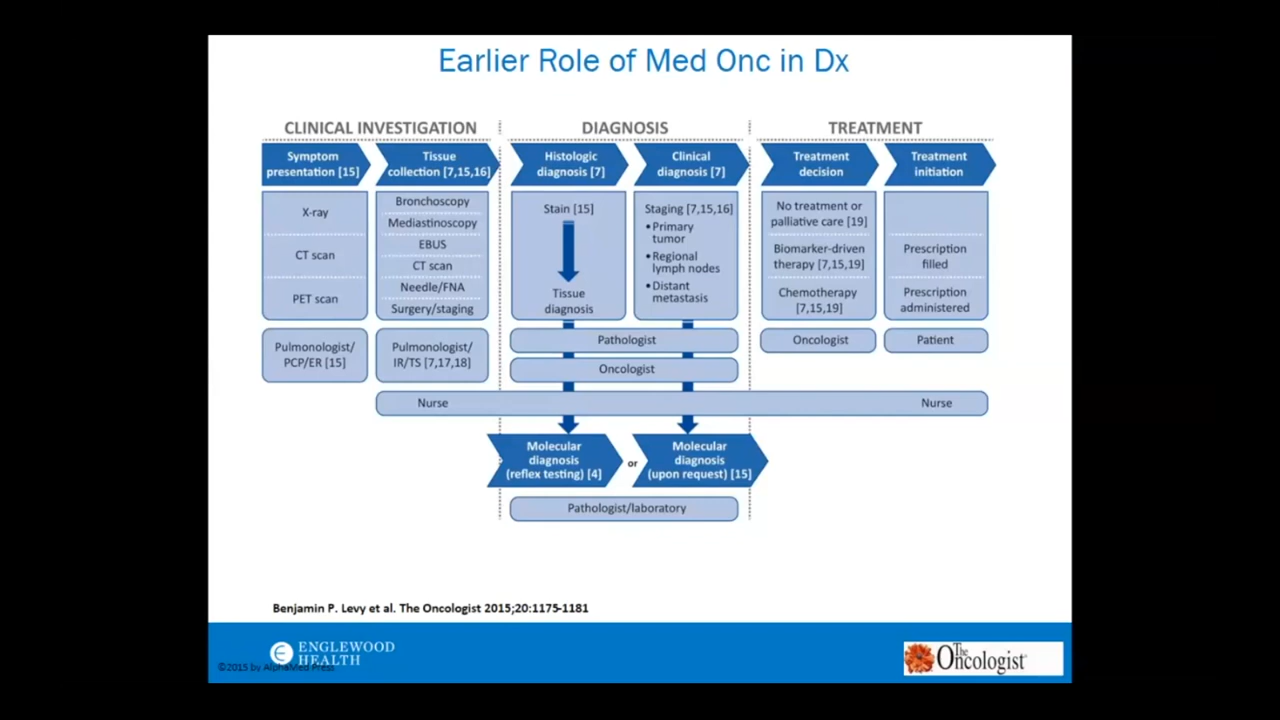 Earlier Role of Med Onc in Dx
CLINICAL INVESTIGATION
DIAGNOSIS
TREATMENT
Symptom
presentation [15]
Tissue
collection [7,15,16]
Histologic
diagnosis [7]
Clinical
diagnosis [7]
Treatment
decision
Treatment
initiation
X-ray
CT scan
PET scan
Bronchoscopy
Mediastinoscopy
EBUS
CT scan
Needle/FNA
Surgery/staging
Stain [15]
Tissue
diagnosis
Staging [7,15,16]
•Primary
tumor
•Regional
lymph nodes
•Distant
metastasis
No treatment or
palliative care [19]
Biomarker-driven
therapy [7,15,19]
Chemotherapy
[7,15,19]
Prescription
filled
Prescription
administered
Pulmonologist/
PCP/ER [15]
Pulmonologist/
IR/TS [7,17,18]
Pathologist
Oncologist
Oncologist
Patient
Nurse
Nurse
Molecular
diagnosis
(reflex testing) [4]
or
Molecular
diagnosis
(upon request) [15]
Pathologist/laboratory
Benjamin P. Levy et al. The Oncologist 2015;20:1175-1181
ENGLEWOOD
HEALTH
©2015 by AlphaMed Press
The
Oncologist®